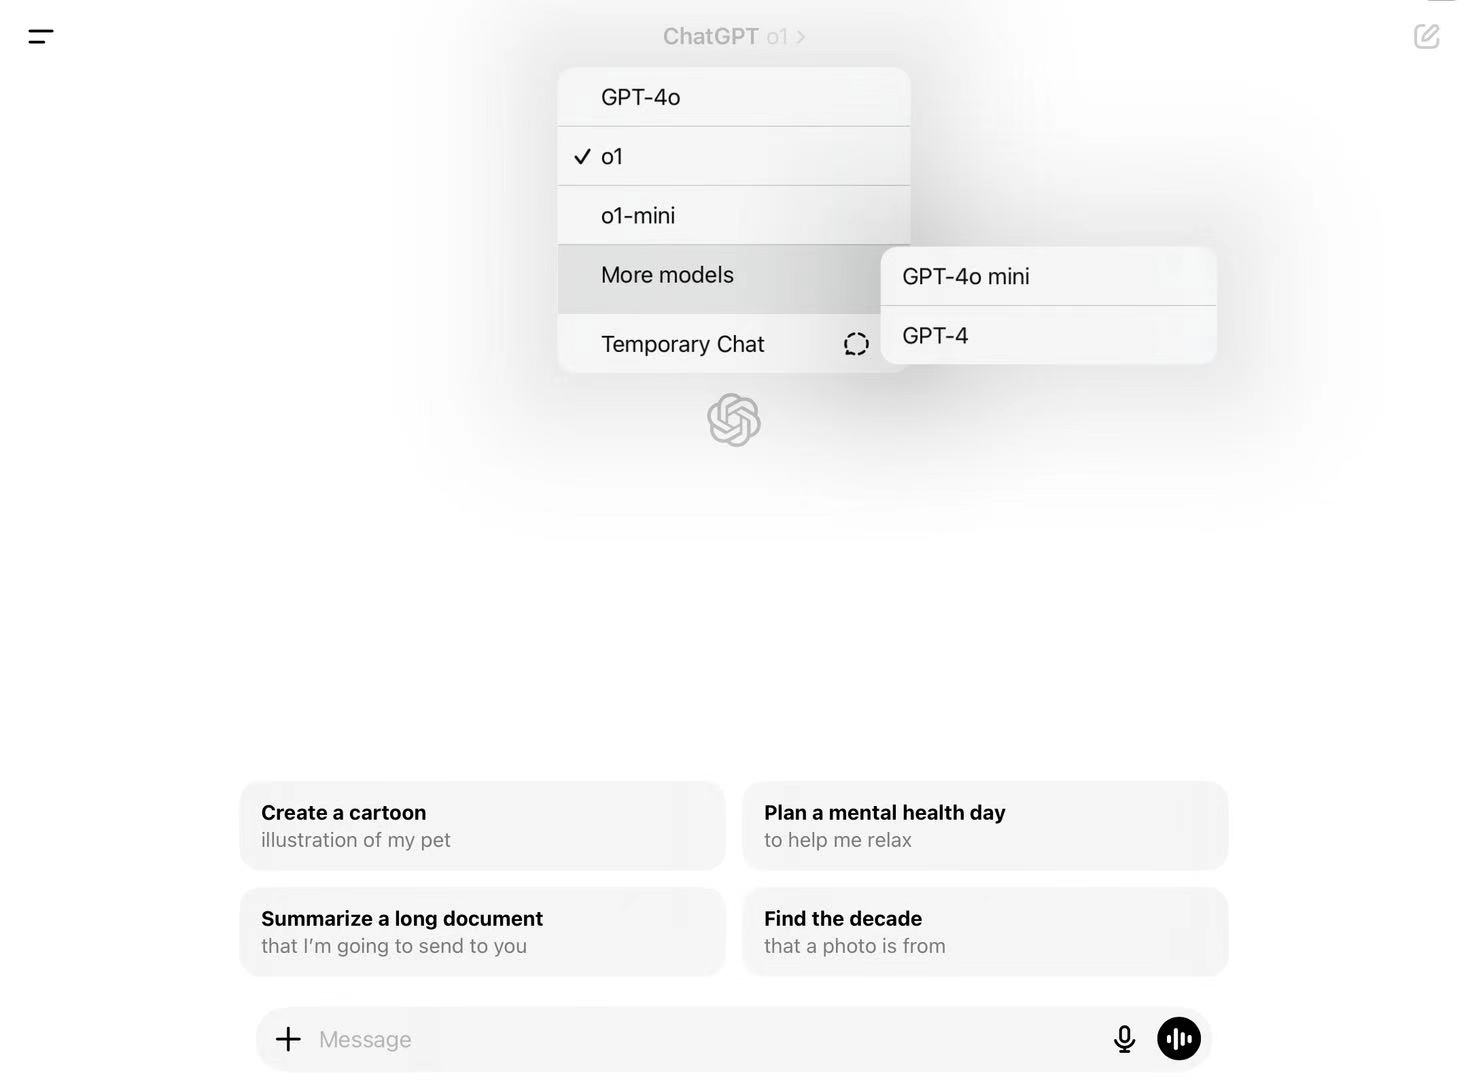 ChatGPT o1
GPT-4o
o1
o1-mini
More models
GPT-4o mini
GPT-4
Temporary Chat
Create a cartoon
illustration of my pet
Plan a mental health day
to help me relax
Summarize a long document
that I’m going to send to you
Find the decade
that a photo is from
Message